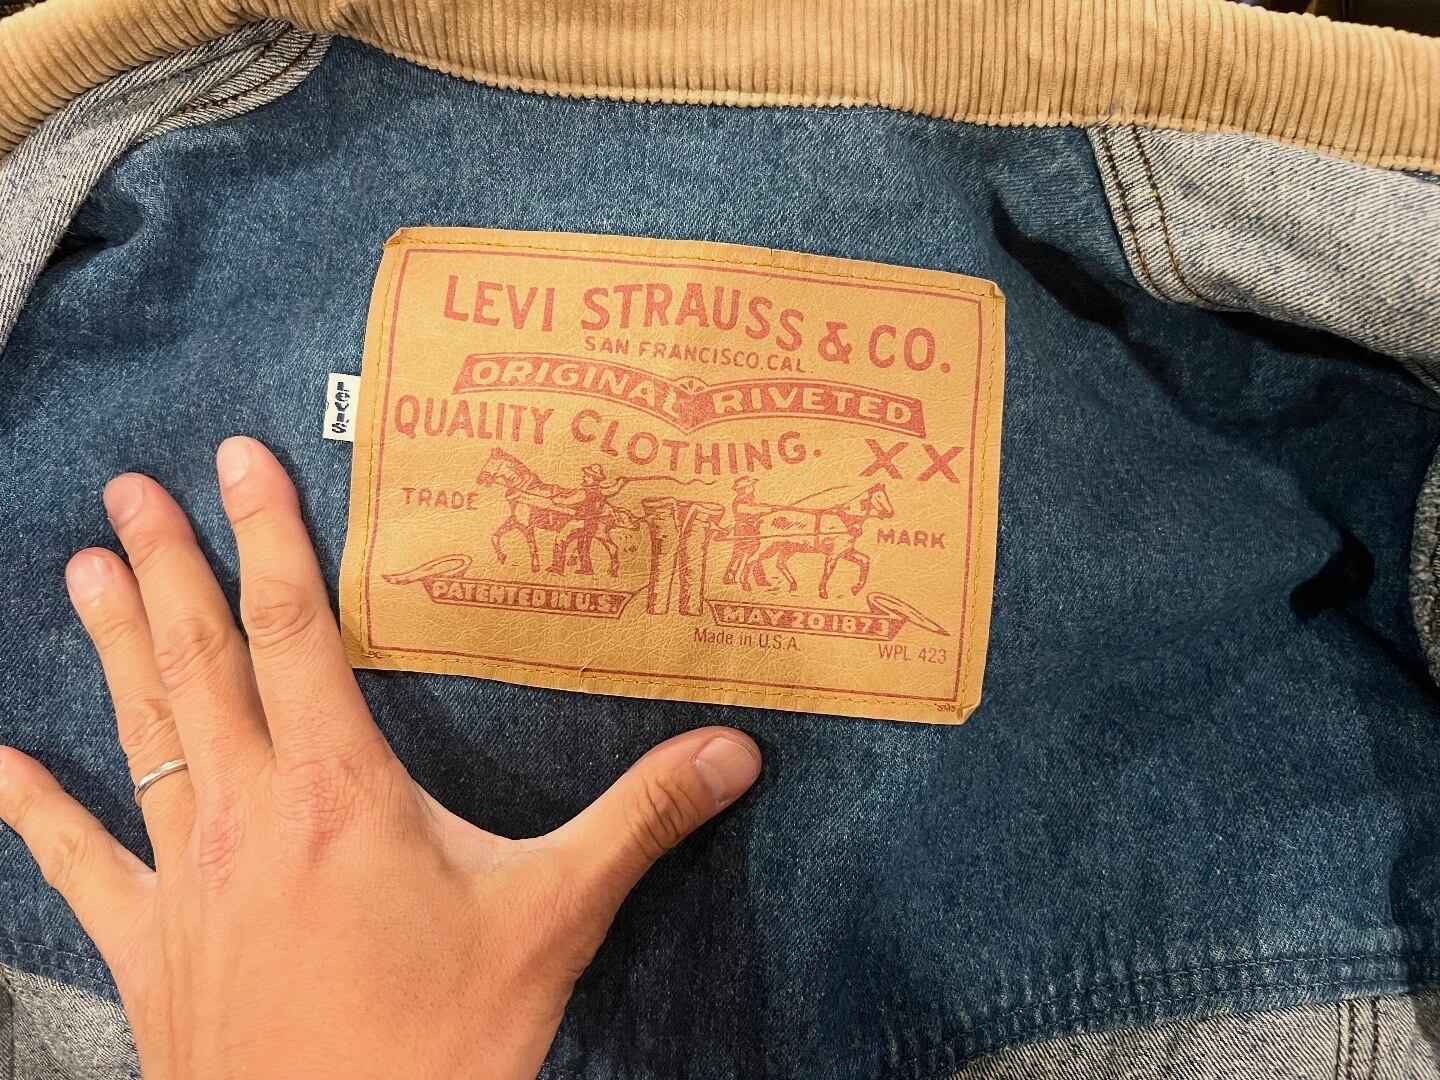 LEVI STRAUSS & CO.
SAN FRANCISCO, CAL
ORIGINAL RIVETED
QUALITY CLOTHING.
XX
TRADE MARK
PATENTED IN U.S.
MAY 20 1873
Made in U.S.A.
WPL 423
SMS
LEVI'S